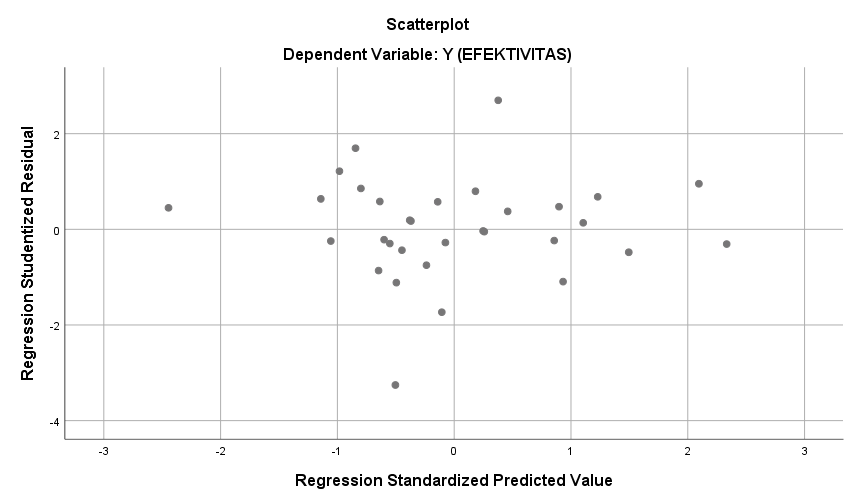 Scatterplot
Dependent Variable: Y (EFEKTIVITAS)
Regression Studentized Residual
2
0
-2
-4
-3
-2
-1
0
1
2
3
Regression Standardized Predicted Value